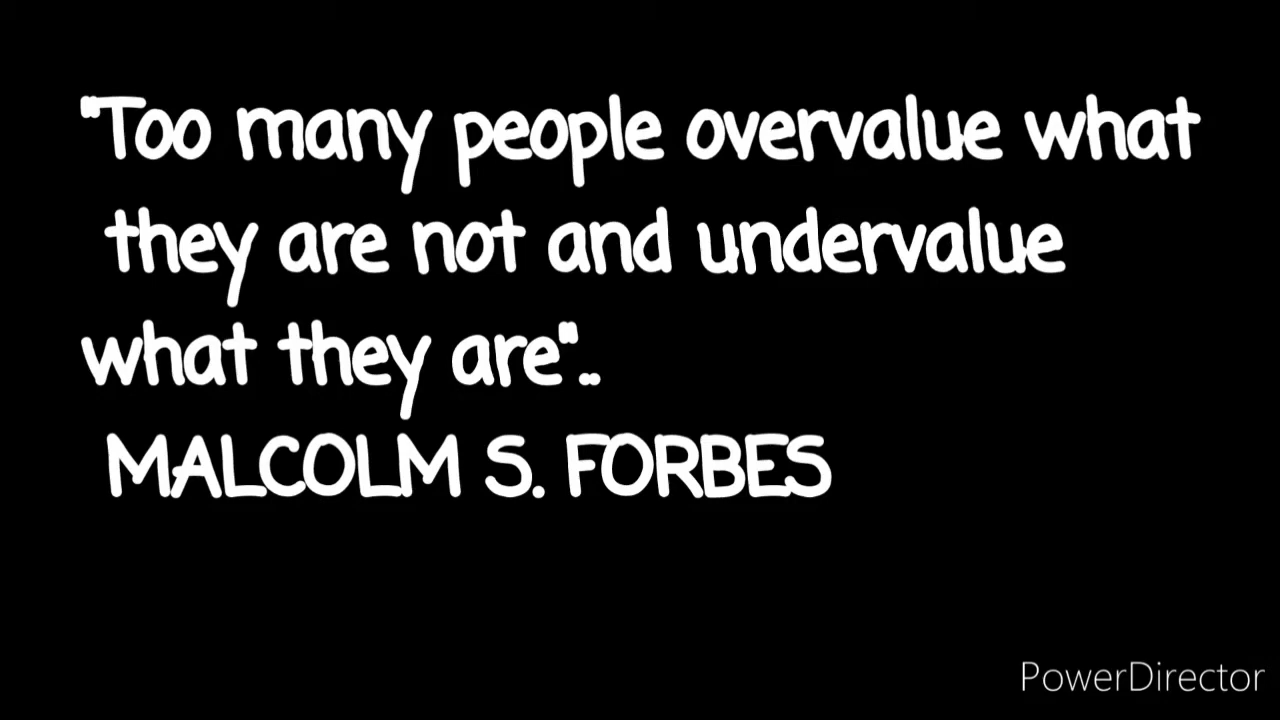 "Too many people overvalue what
they are not and undervalue
what they are"..
MALCOLM S. FORBES
PowerDirector